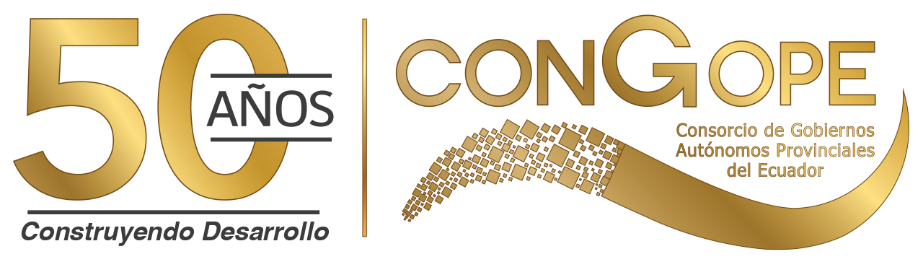 50
AÑOS
Construyendo Desarrollo
CONGOPE
Consorcio de Gobiernos
Autónomos Provinciales
del Ecuador